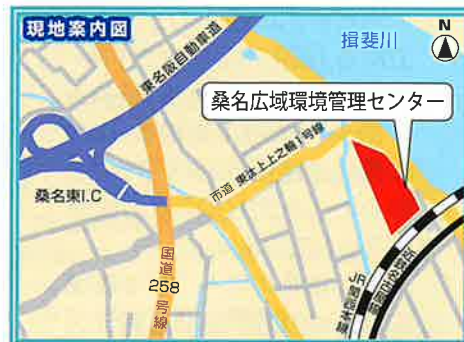 現地案内図
N
揖斐川
東名阪自動車道
桑名広域環境管理センター
市道 東汰上上之輪1号線
桑名東I.C
国道
258
号線